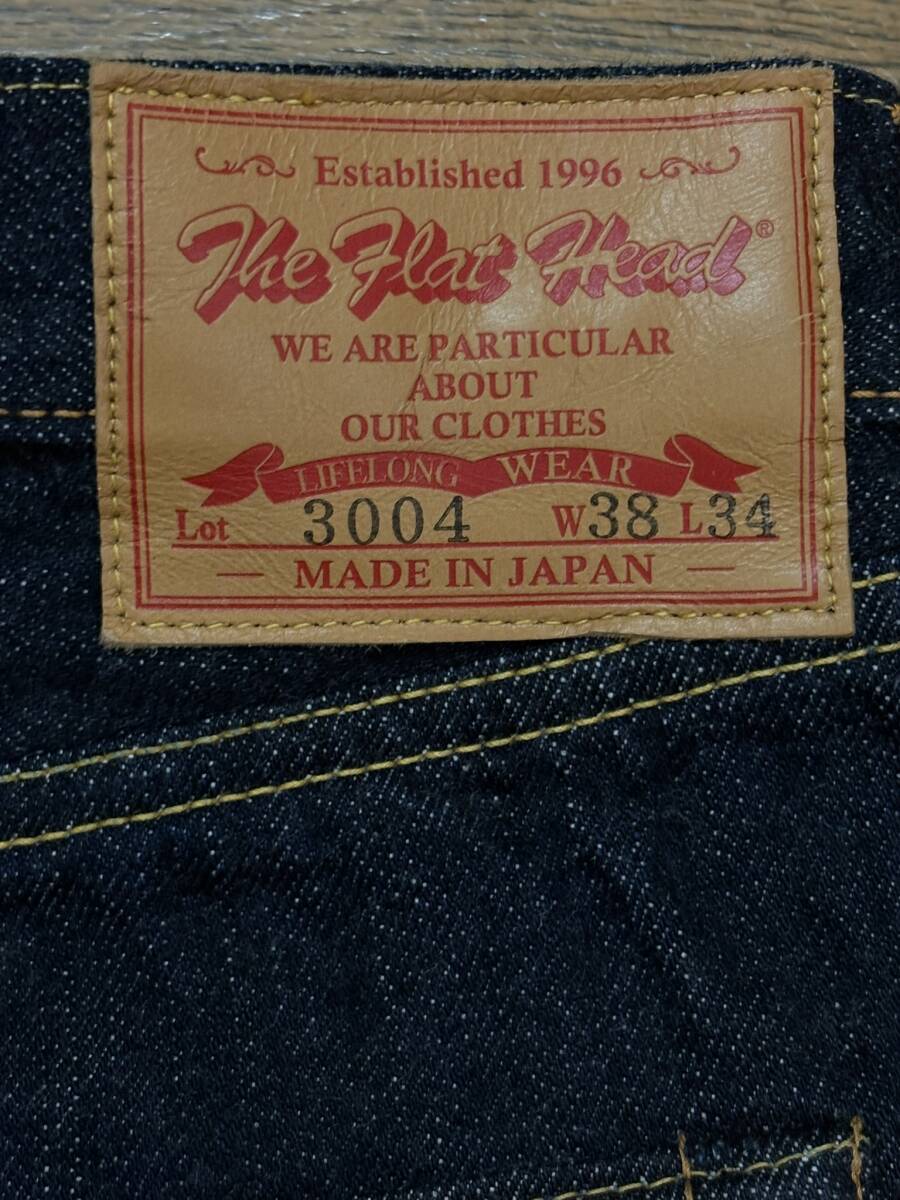 Established 1996
The Flat Head®
WE ARE PARTICULAR
ABOUT
OUR CLOTHES
LIFELONG WEAR
Lot 3004 W38 L34
— MADE IN JAPAN —